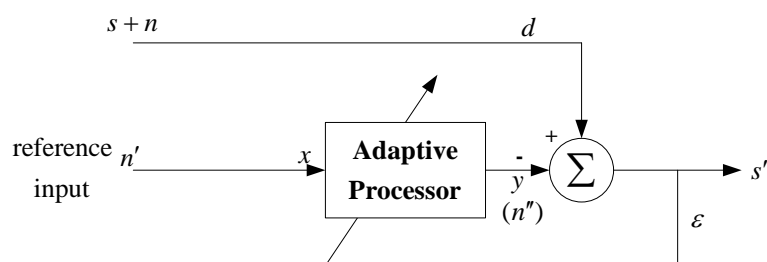 s + n
d
reference n′
input
x
Adaptive
Processor
-
y
(n″)
+
Σ
s′
ε